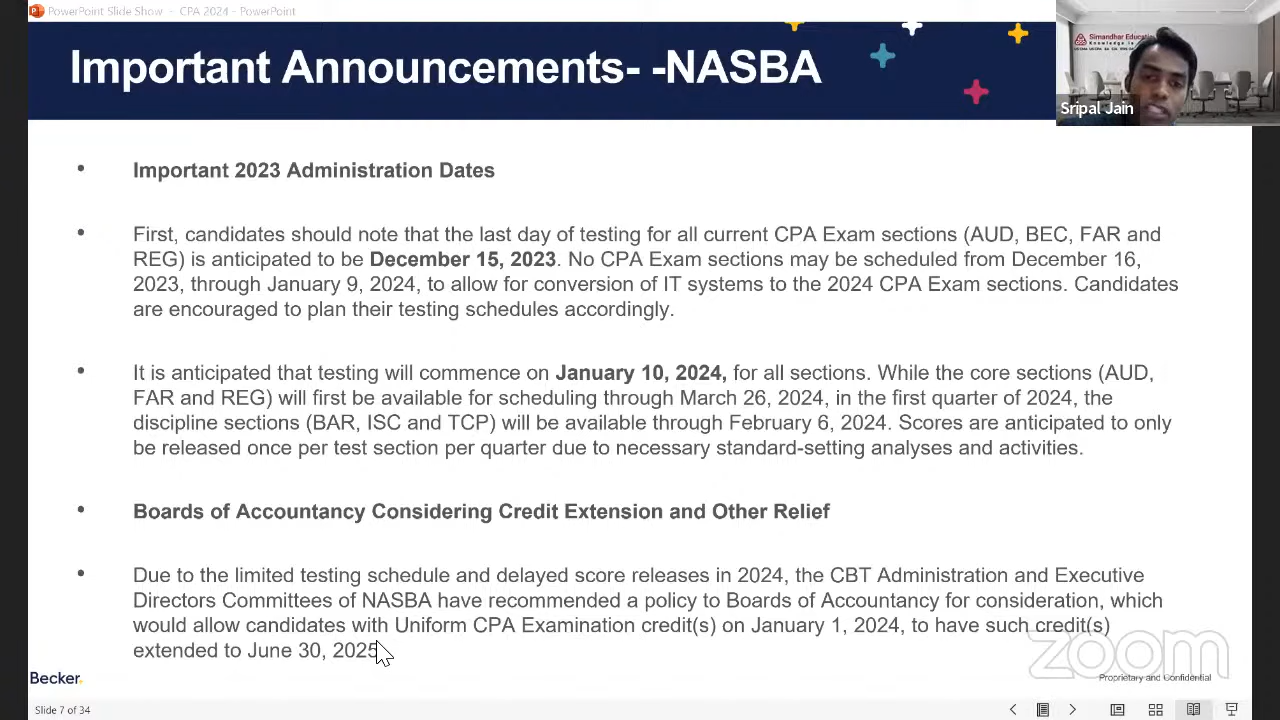 PowerPoint Slide Show - CPA 2024 - PowerPoint
Important Announcements- -NASBA
Sripal Jain
• Important 2023 Administration Dates
• First, candidates should note that the last day of testing for all current CPA Exam sections (AUD, BEC, FAR and
REG) is anticipated to be December 15, 2023. No CPA Exam sections may be scheduled from December 16,
2023, through January 9, 2024, to allow for conversion of IT systems to the 2024 CPA Exam sections. Candidates
are encouraged to plan their testing schedules accordingly.
• It is anticipated that testing will commence on January 10, 2024, for all sections. While the core sections (AUD,
FAR and REG) will first be available for scheduling through March 26, 2024, in the first quarter of 2024, the
discipline sections (BAR, ISC and TCP) will be available through February 6, 2024. Scores are anticipated to only
be released once per test section per quarter due to necessary standard-setting analyses and activities.
• Boards of Accountancy Considering Credit Extension and Other Relief
• Due to the limited testing schedule and delayed score releases in 2024, the CBT Administration and Executive
Directors Committees of NASBA have recommended a policy to Boards of Accountancy for consideration, which
would allow candidates with Uniform CPA Examination credit(s) on January 1, 2024, to have such credit(s)
extended to June 30, 2025
zoom
Becker.
Proprietary and Confidential
Slide 7 of 34